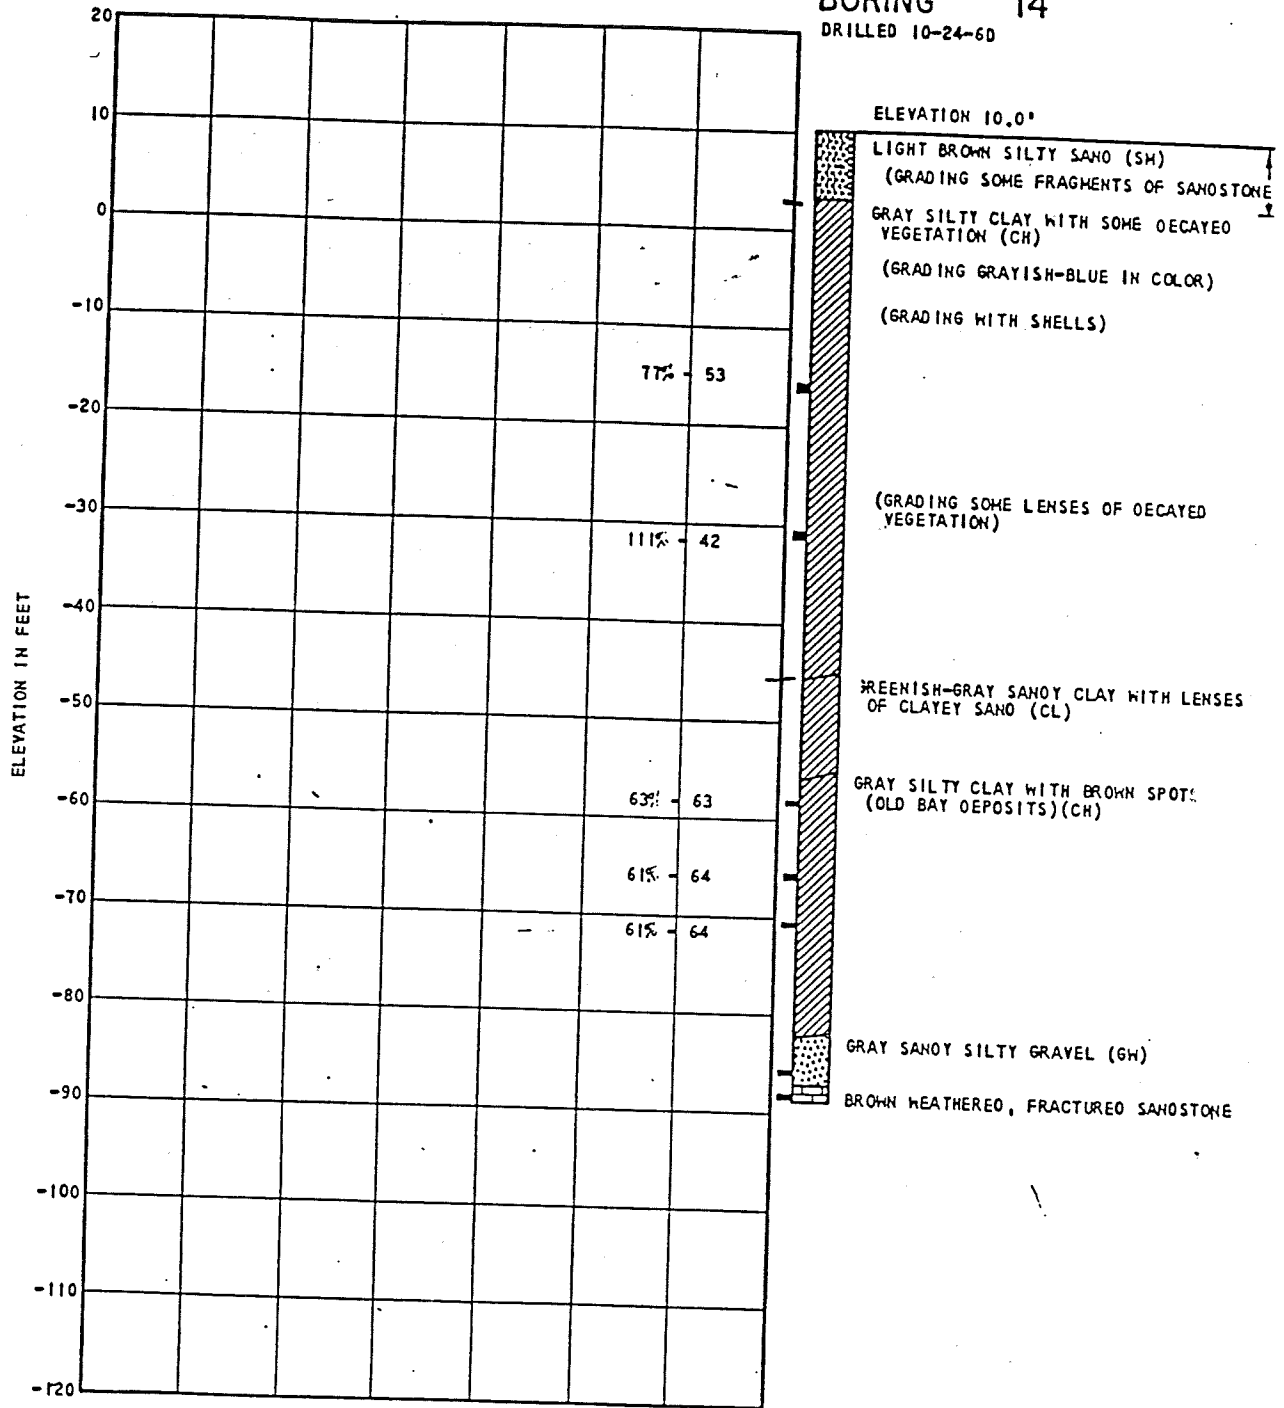 BORING 14
DRILLED 10-24-60
20
ELEVATION 10.0'
10
LIGHT BROWN SILTY SAND (SM)
(GRADING SOME FRAGMENTS OF SANDSTONE
0
GRAY SILTY CLAY WITH SOME DECAYED
VEGETATION (CH)
(GRADING GRAYISH-BLUE IN COLOR)
-10
(GRADING WITH SHELLS)
77% - 53
-20
-30
(GRADING SOME LENSES OF DECAYED
VEGETATION)
111% - 42
-40
ELEVATION IN FEET
-50
GREENISH-GRAY SANDY CLAY WITH LENSES
OF CLAYEY SAND (CL)
-60
63% - 63
GRAY SILTY CLAY WITH BROWN SPOTS
(OLD BAY DEPOSITS)(CH)
61% - 64
-70
61% - 64
-80
GRAY SANDY SILTY GRAVEL (GW)
-90
BROWN WEATHERED, FRACTURED SANDSTONE
-100
-110
-120